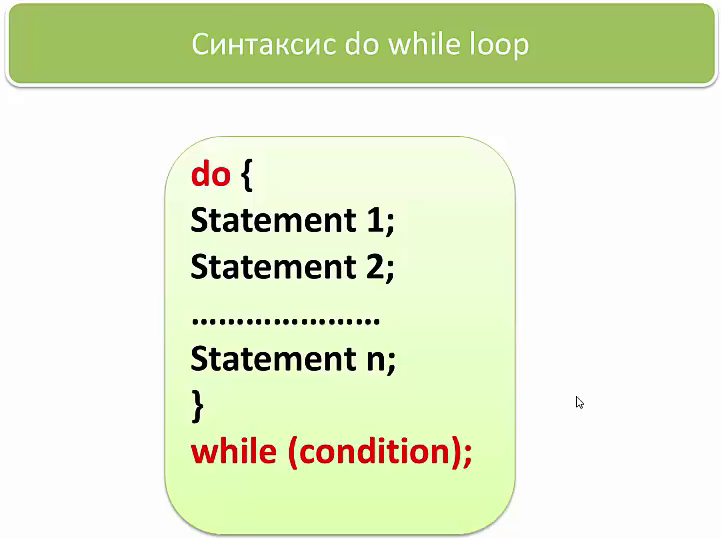 Синтаксис do while loop
do {
Statement 1;
Statement 2;
.....................
Statement n;
}
while (condition);